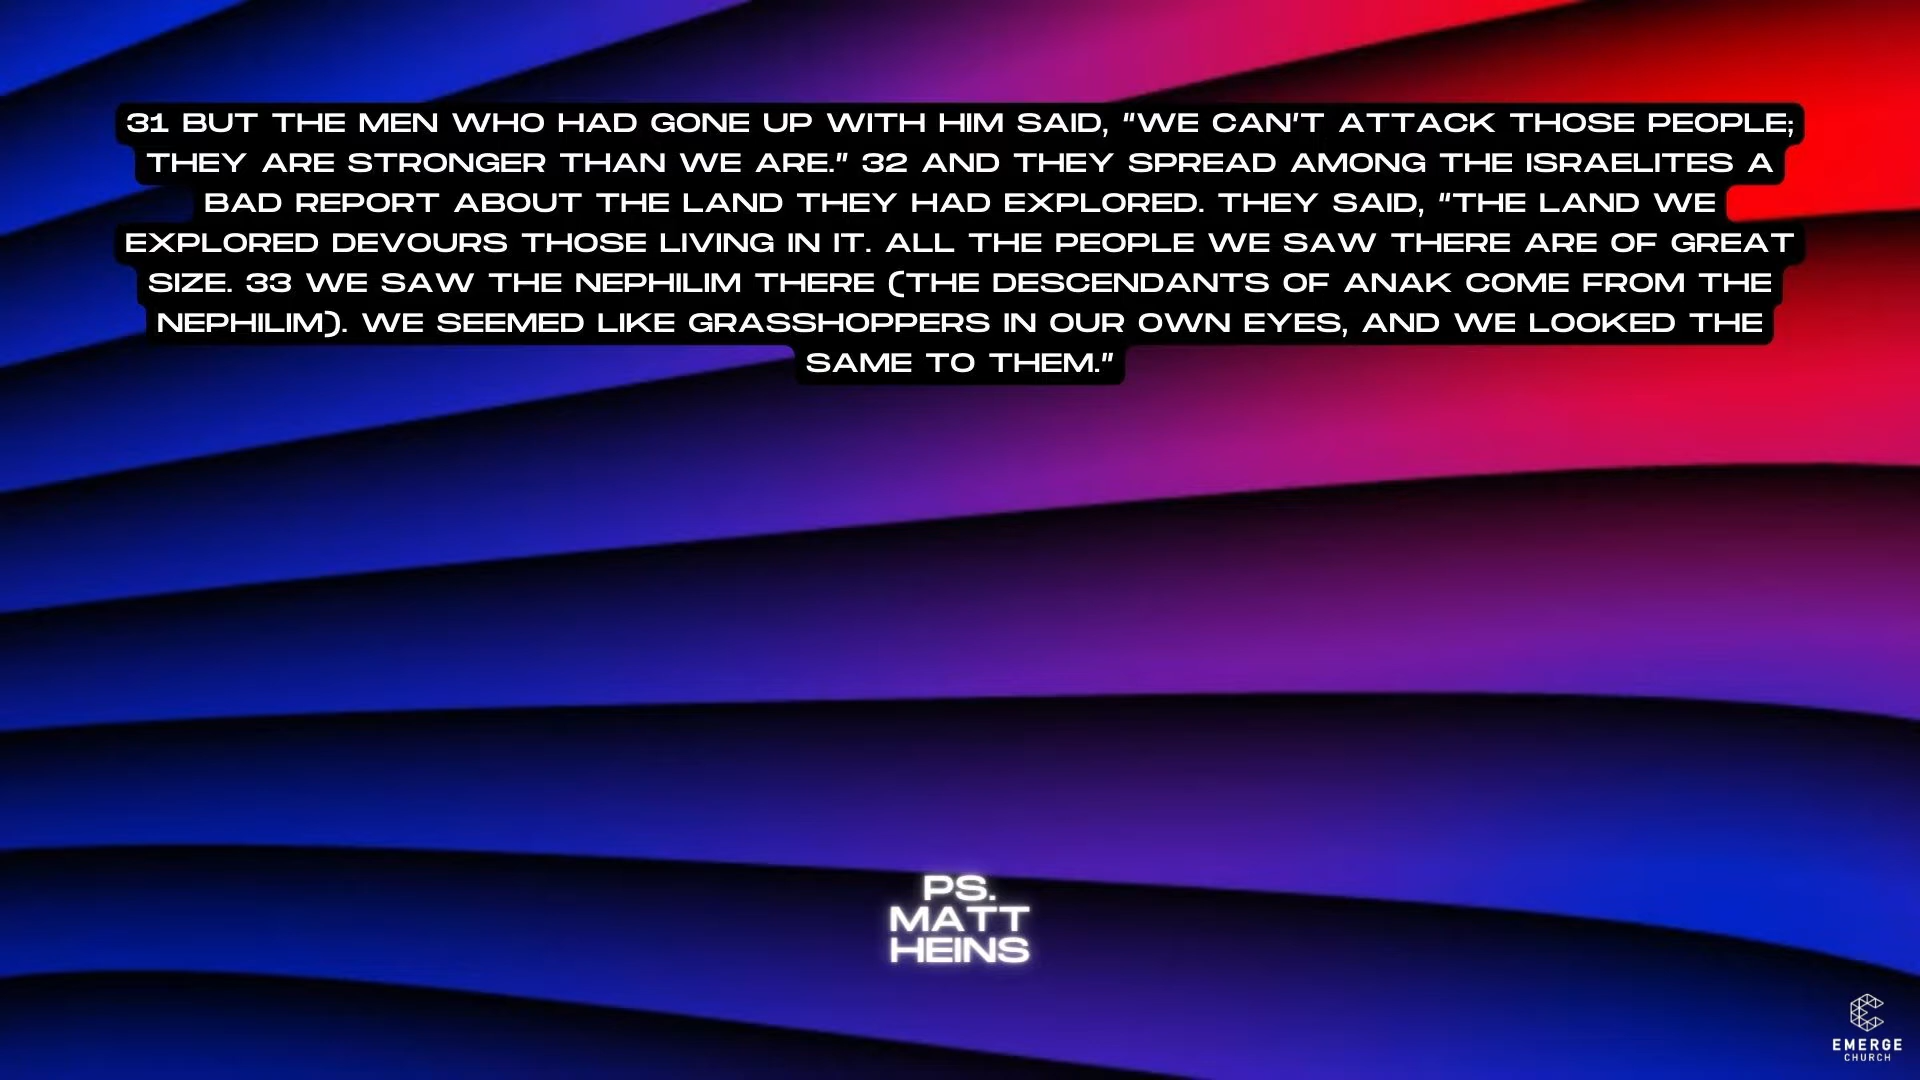 31 BUT THE MEN WHO HAD GONE UP WITH HIM SAID, "WE CAN'T ATTACK THOSE PEOPLE;
THEY ARE STRONGER THAN WE ARE." 32 AND THEY SPREAD AMONG THE ISRAELITES A
BAD REPORT ABOUT THE LAND THEY HAD EXPLORED. THEY SAID, "THE LAND WE
EXPLORED DEVOURS THOSE LIVING IN IT. ALL THE PEOPLE WE SAW THERE ARE OF GREAT
SIZE. 33 WE SAW THE NEPHILIM THERE (THE DESCENDANTS OF ANAK COME FROM THE
NEPHILIM). WE SEEMED LIKE GRASSHOPPERS IN OUR OWN EYES, AND WE LOOKED THE
SAME TO THEM."
PS.
MATT
HEINS
EMERGE
CHURCH